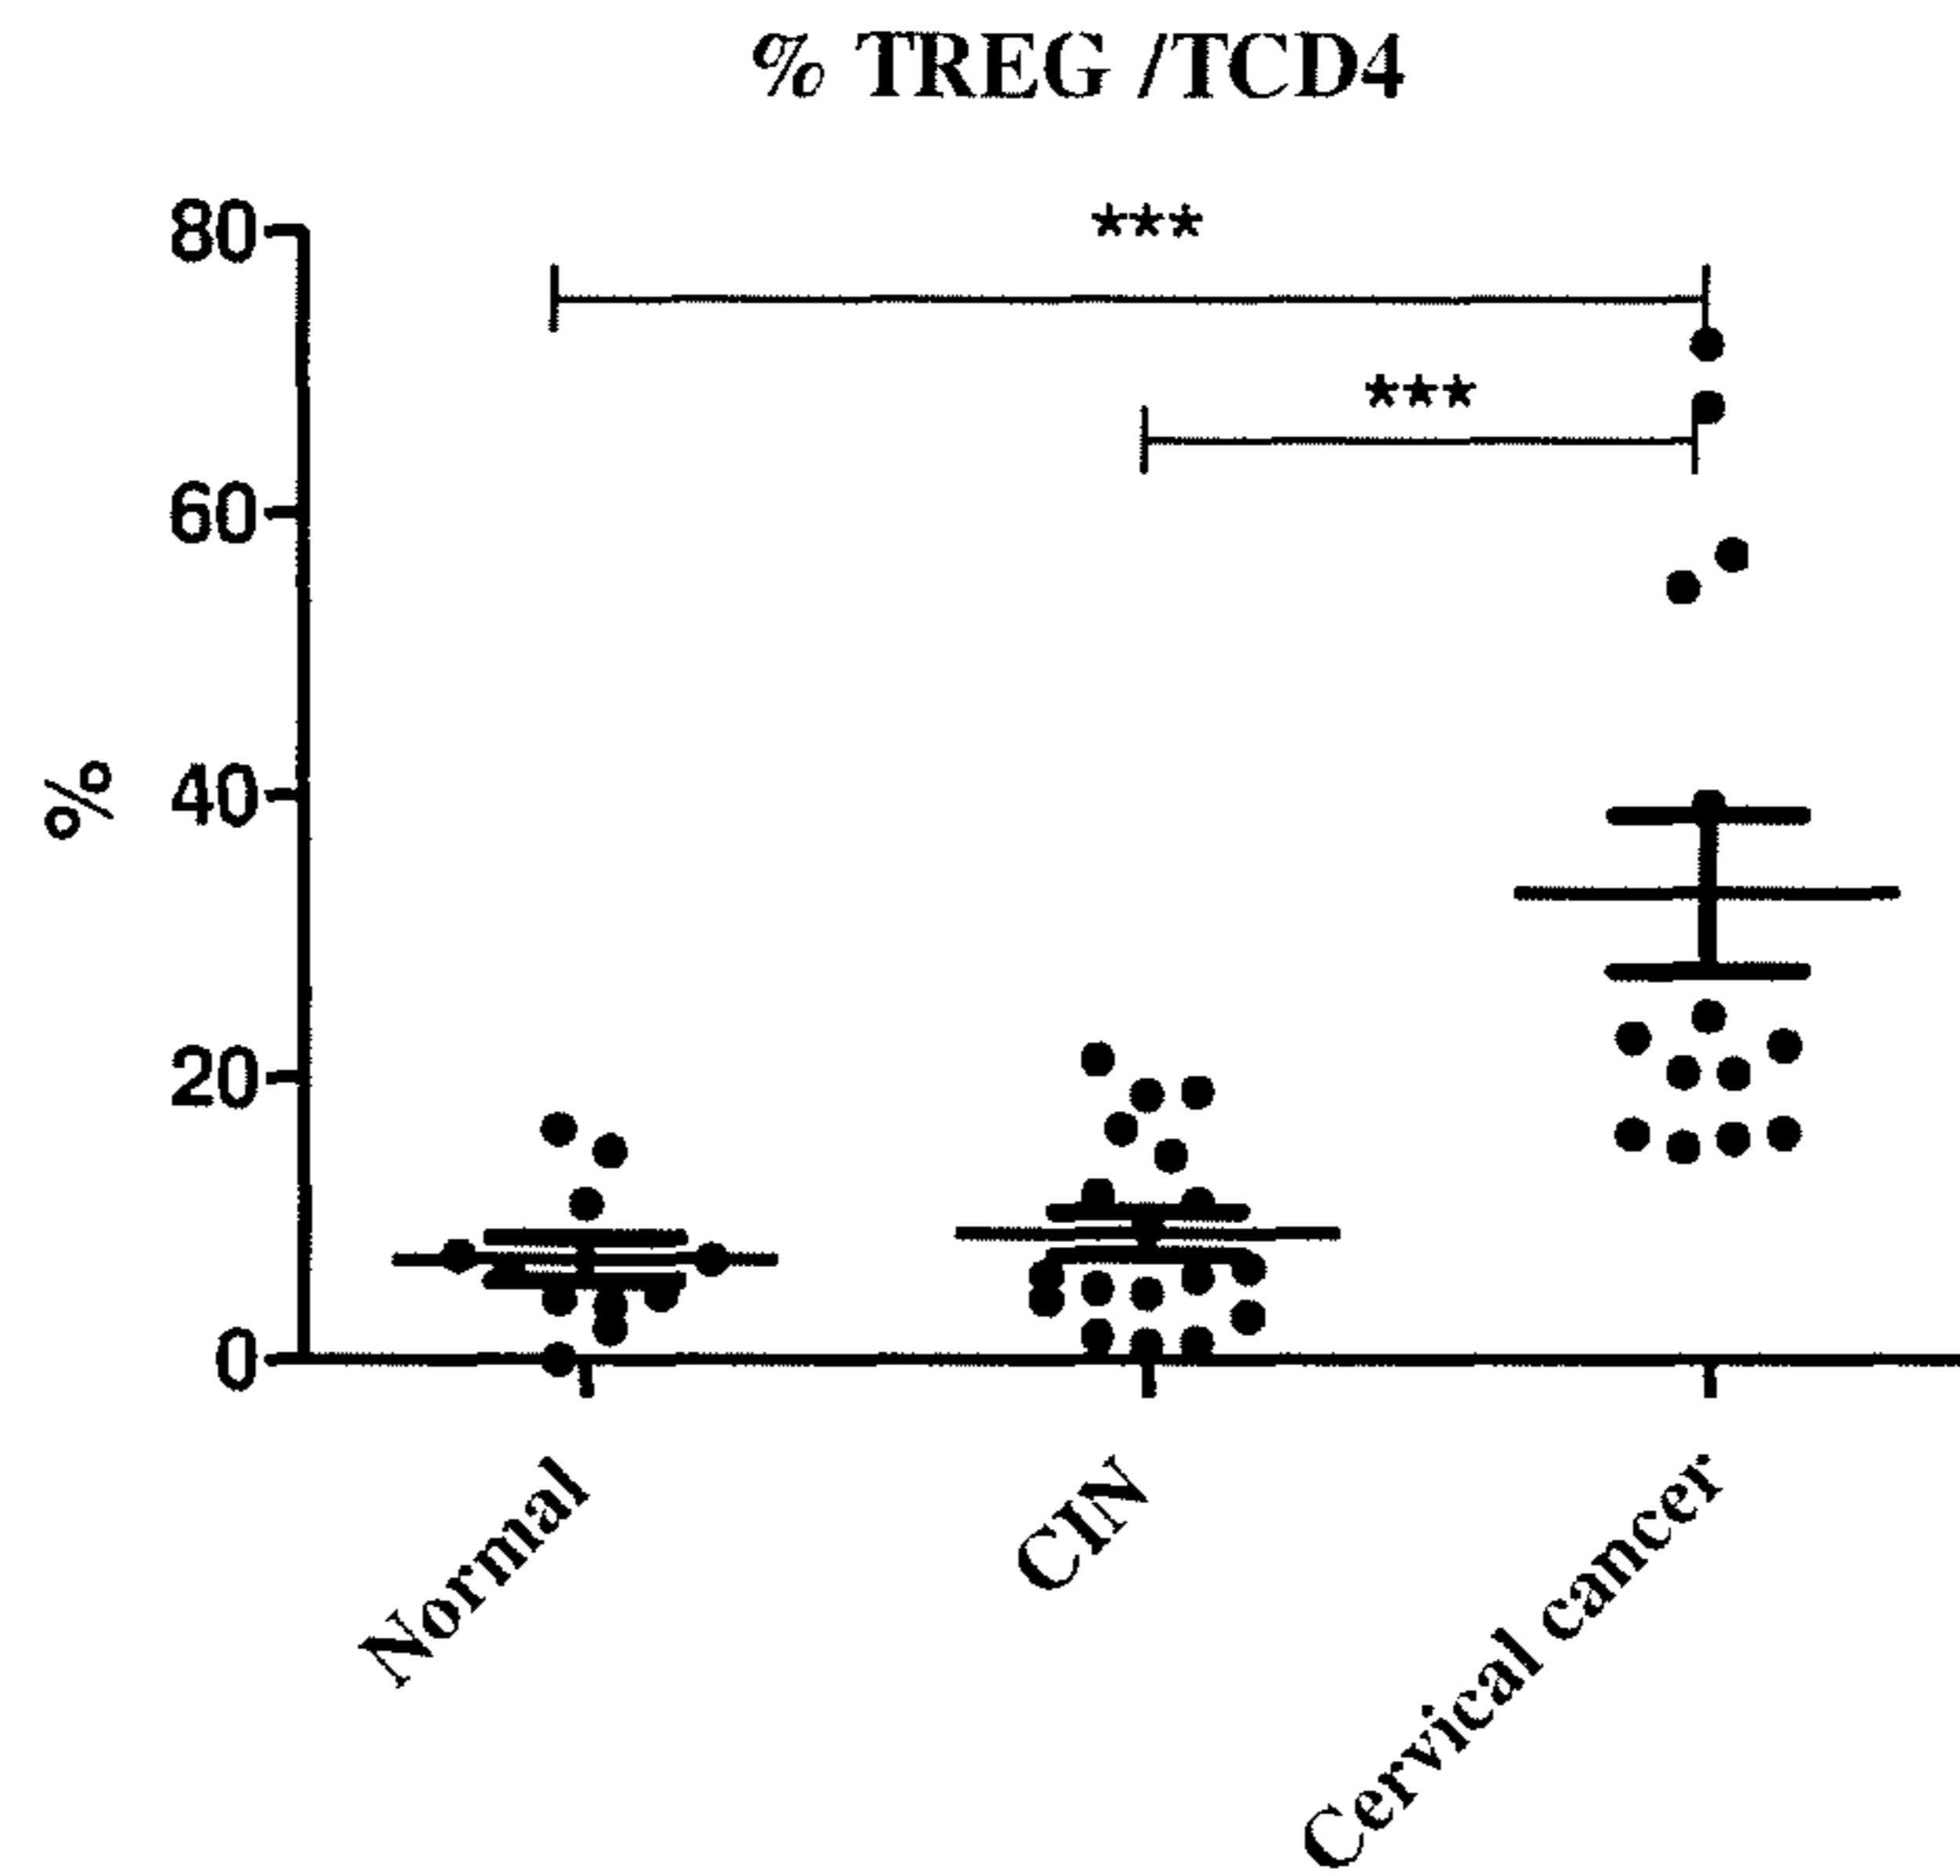 % TREG /TCD4
80
***
***
60
%
40
20
0
Normal
CIN
Cervical cancer